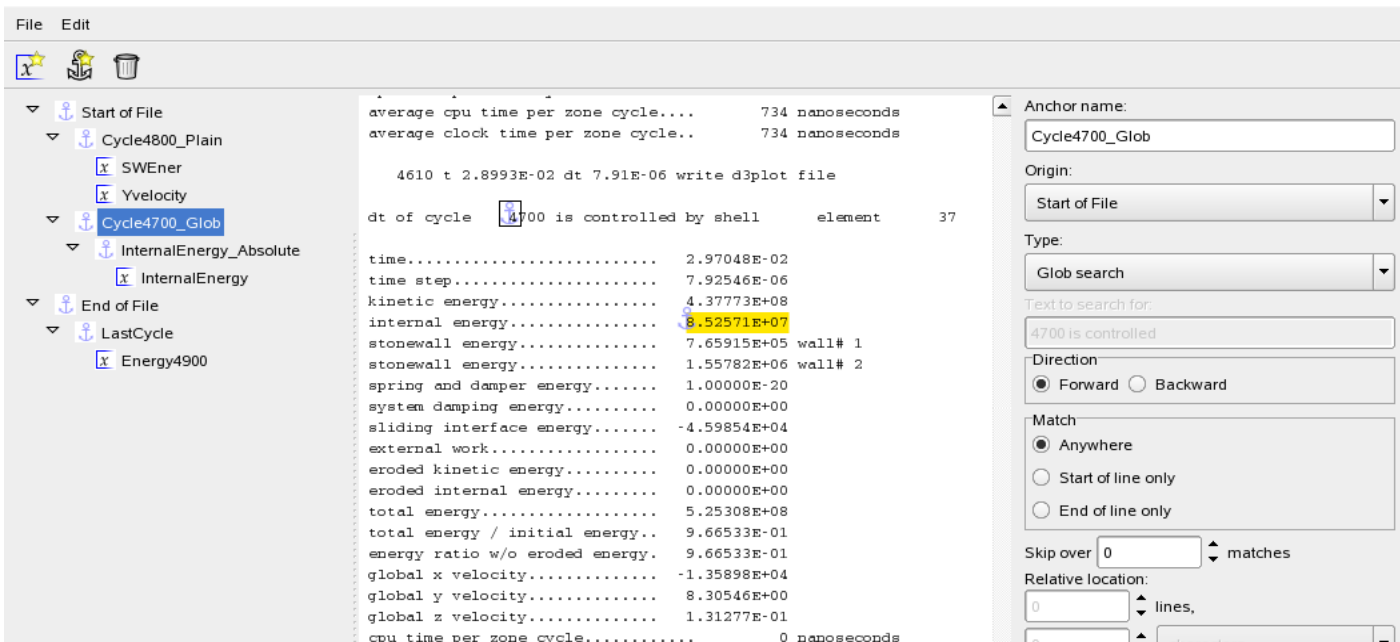 File Edit
Start of File
Cycle4800_Plain
x SWEner
x Yvelocity
Cycle4700_Glob
InternalEnergy_Absolute
x InternalEnergy
End of File
LastCycle
x Energy4900
average cpu time per zone cycle.... 734 nanoseconds
average clock time per zone cycle.. 734 nanoseconds
4610 t 2.8993E-02 dt 7.91E-06 write d3plot file
dt of cycle 4700 is controlled by shell element 37
time........................... 2.97048E-02
time step...................... 7.92546E-06
kinetic energy................. 4.37773E+08
internal energy................ 8.52571E+07
stonewall energy............... 7.65915E+05 wall# 1
stonewall energy............... 1.55782E+06 wall# 2
spring and damper energy....... 1.00000E-20
system damping energy.......... 0.00000E+00
sliding interface energy....... -4.59854E+04
external work.................. 0.00000E+00
eroded kinetic energy.......... 0.00000E+00
eroded internal energy......... 0.00000E+00
total energy................... 5.25308E+08
total energy / initial energy.. 9.66533E-01
energy ratio w/o eroded energy. 9.66533E-01
global x velocity.............. -1.35898E+04
global y velocity.............. 8.30546E+00
global z velocity.............. 1.31277E-01
cpu time per zone cycle............ 0 nanoseconds
Anchor name:
Cycle4700_Glob
Origin:
Start of File
Type:
Glob search
Text to search for:
4700 is controlled
Direction
Forward Backward
Match
Anywhere
Start of line only
End of line only
Skip over 0 matches
Relative location:
0 lines,